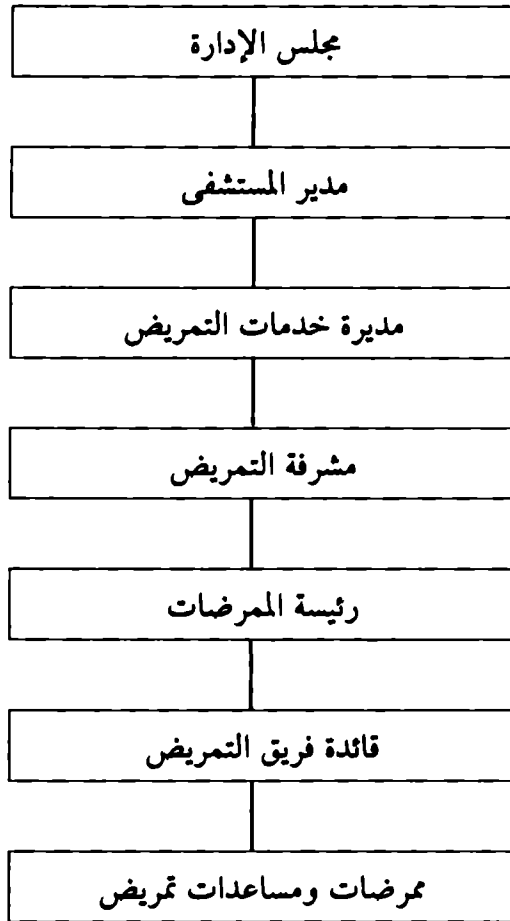 مجلس الإدارة
مدير المستشفى
مديرة خدمات التمريض
مشرفة التمريض
رئيسة الممرضات
قائدة فريق التمريض
ممرضات ومساعدات تمريض